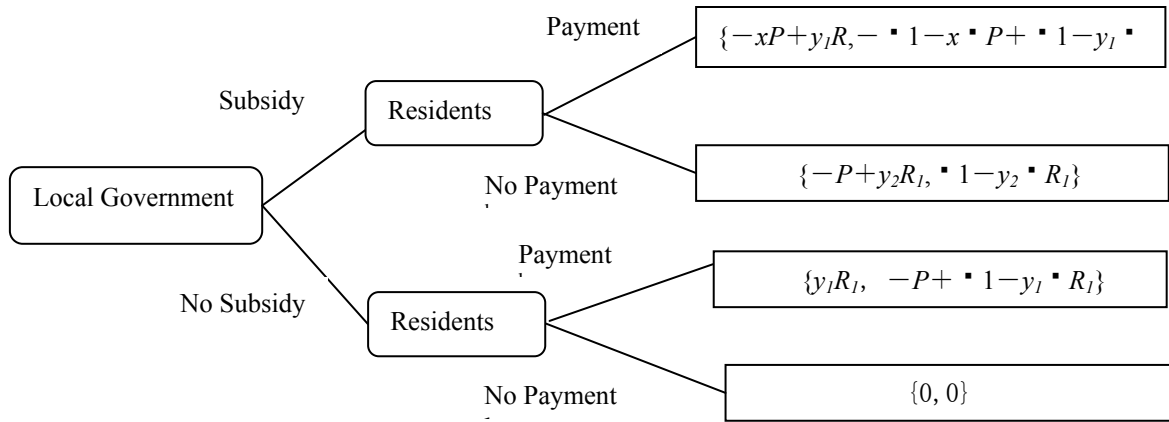 Payment
{−xP+y₁R,−▪1−x▪P+▪1−y₁▪
Subsidy
Residents
No Payment
{−P+y₂R₁,▪1−y₂▪R₁}
Local Government
Payment
{y₁R₁, −P+▪1−y₁▪R₁}
No Subsidy
Residents
No Payment
{0,0}